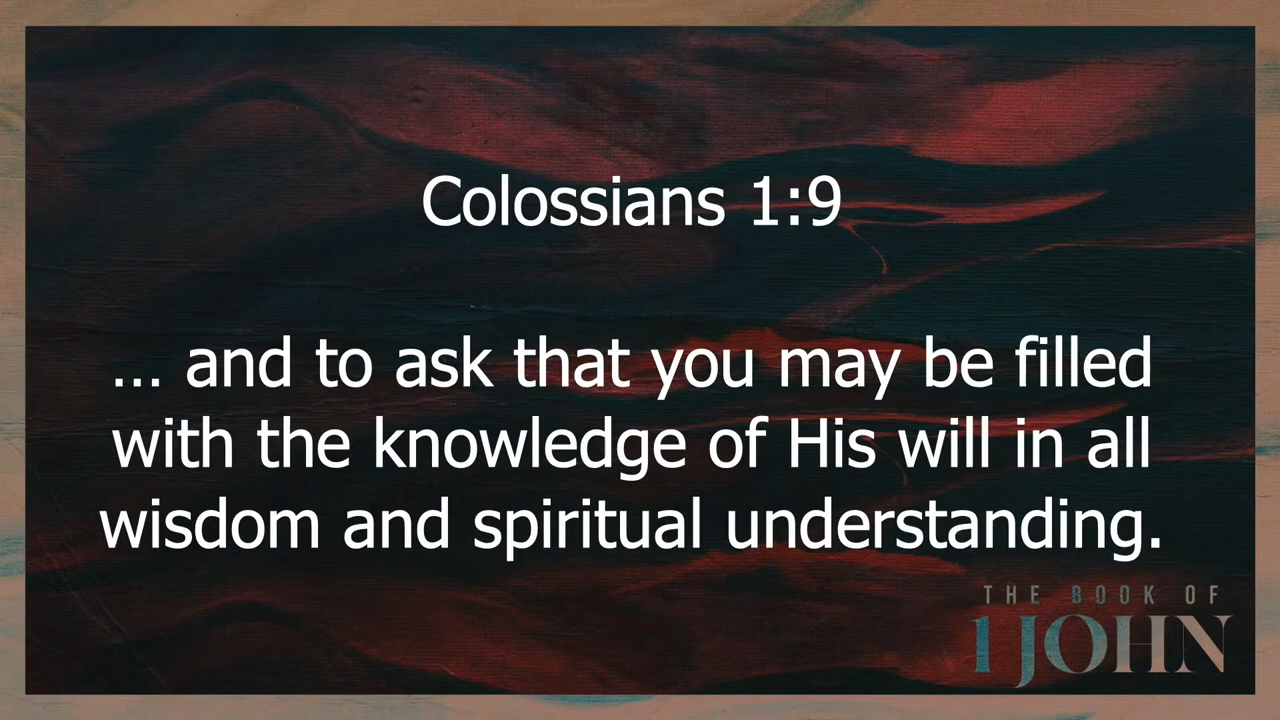 Colossians 1:9
... and to ask that you may be filled
with the knowledge of His will in all
wisdom and spiritual understanding.
THE BOOK OF
1 JOHN